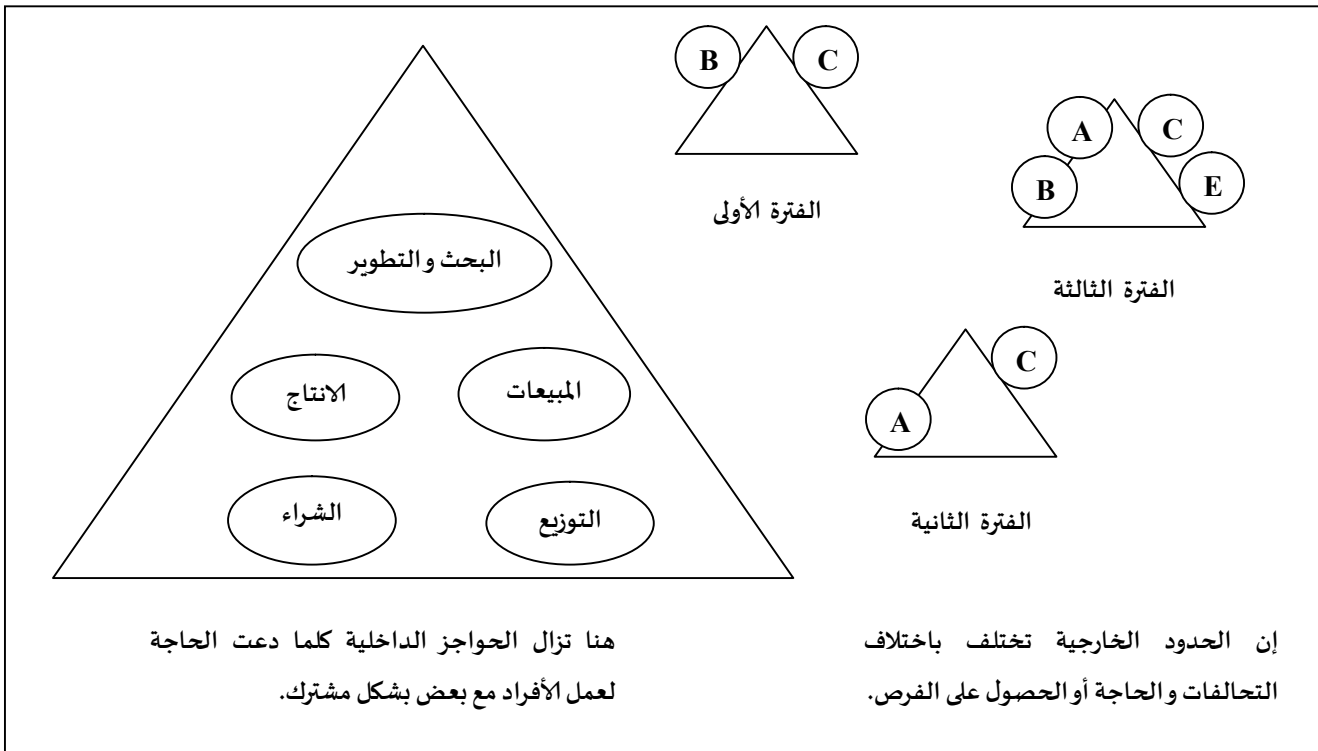 B
C
الفترة الأولى
A
C
B
E
الفترة الثالثة
البحث والتطوير
الانتاج
المبيعات
C
A
الشراء
التوزيع
الفترة الثانية
إن الحدود الخارجية تختلف باختلاف
التحالفات والحاجة أو الحصول على الفرص.
هنا تزال الحواجز الداخلية كلما دعت الحاجة
لعمل الأفراد مع بعض بشكل مشترك.